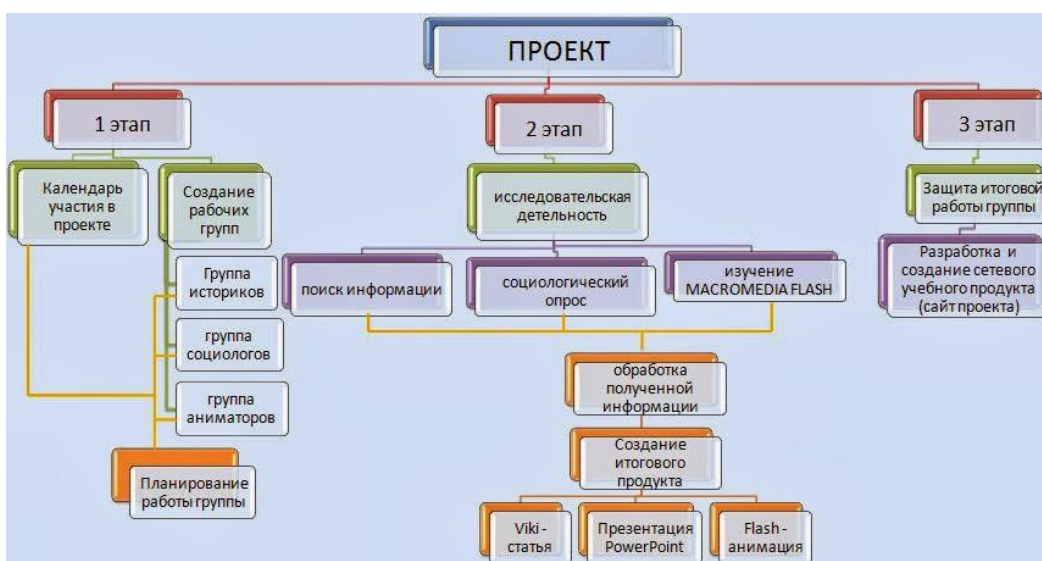 ПРОЕКТ
1 этап
Календарь
участия в
проекте
Создание
рабочих
групп
Группа
историков
группа
социологов
группа
аниматоров
Планирование
работы группы
2 этап
исследовательская
детельность
поиск информации
социологический
опрос
изучение
MACROMEDIA FLASH
обработка
полученной
информации
Создание
итогового
продукта
Viki -
статья
Презентация
PowerPoint
Flash -
анимация
3 этап
Защита итоговой
работы группы
Разработка и
создание сетевого
учебного продукта
(сайт проекта)